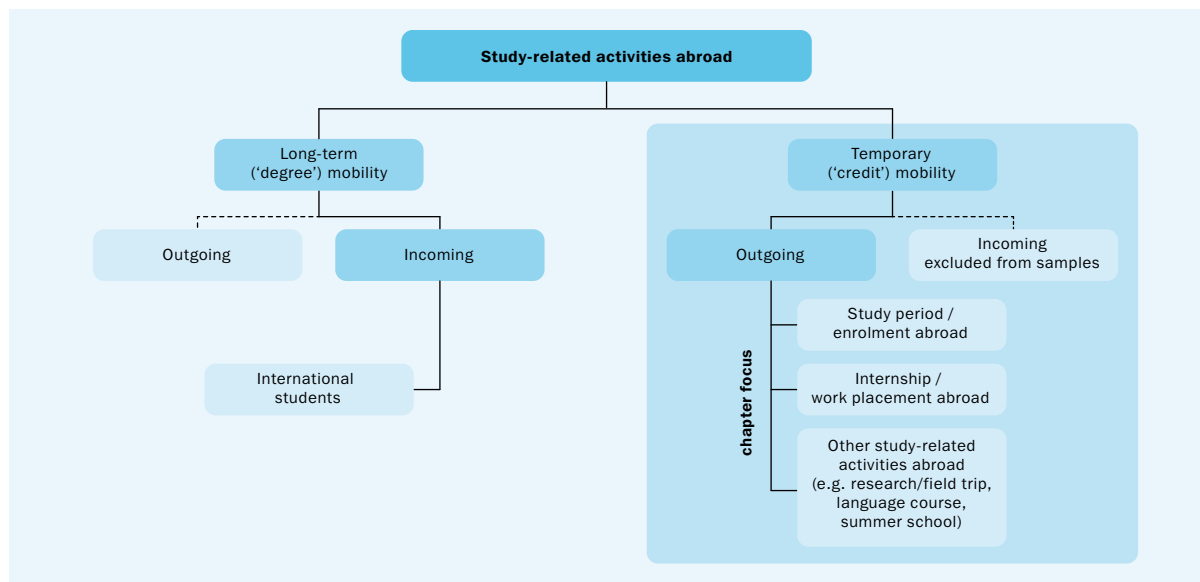 Study-related activities abroad
Long-term
(‘degree’) mobility
Temporary
(‘credit’) mobility
Outgoing
Incoming
Outgoing
Incoming
excluded from samples
International
students
chapter focus
Study period /
enrolment abroad
Internship /
work placement abroad
Other study-related
activities abroad
(e.g. research/field trip,
language course,
summer school)